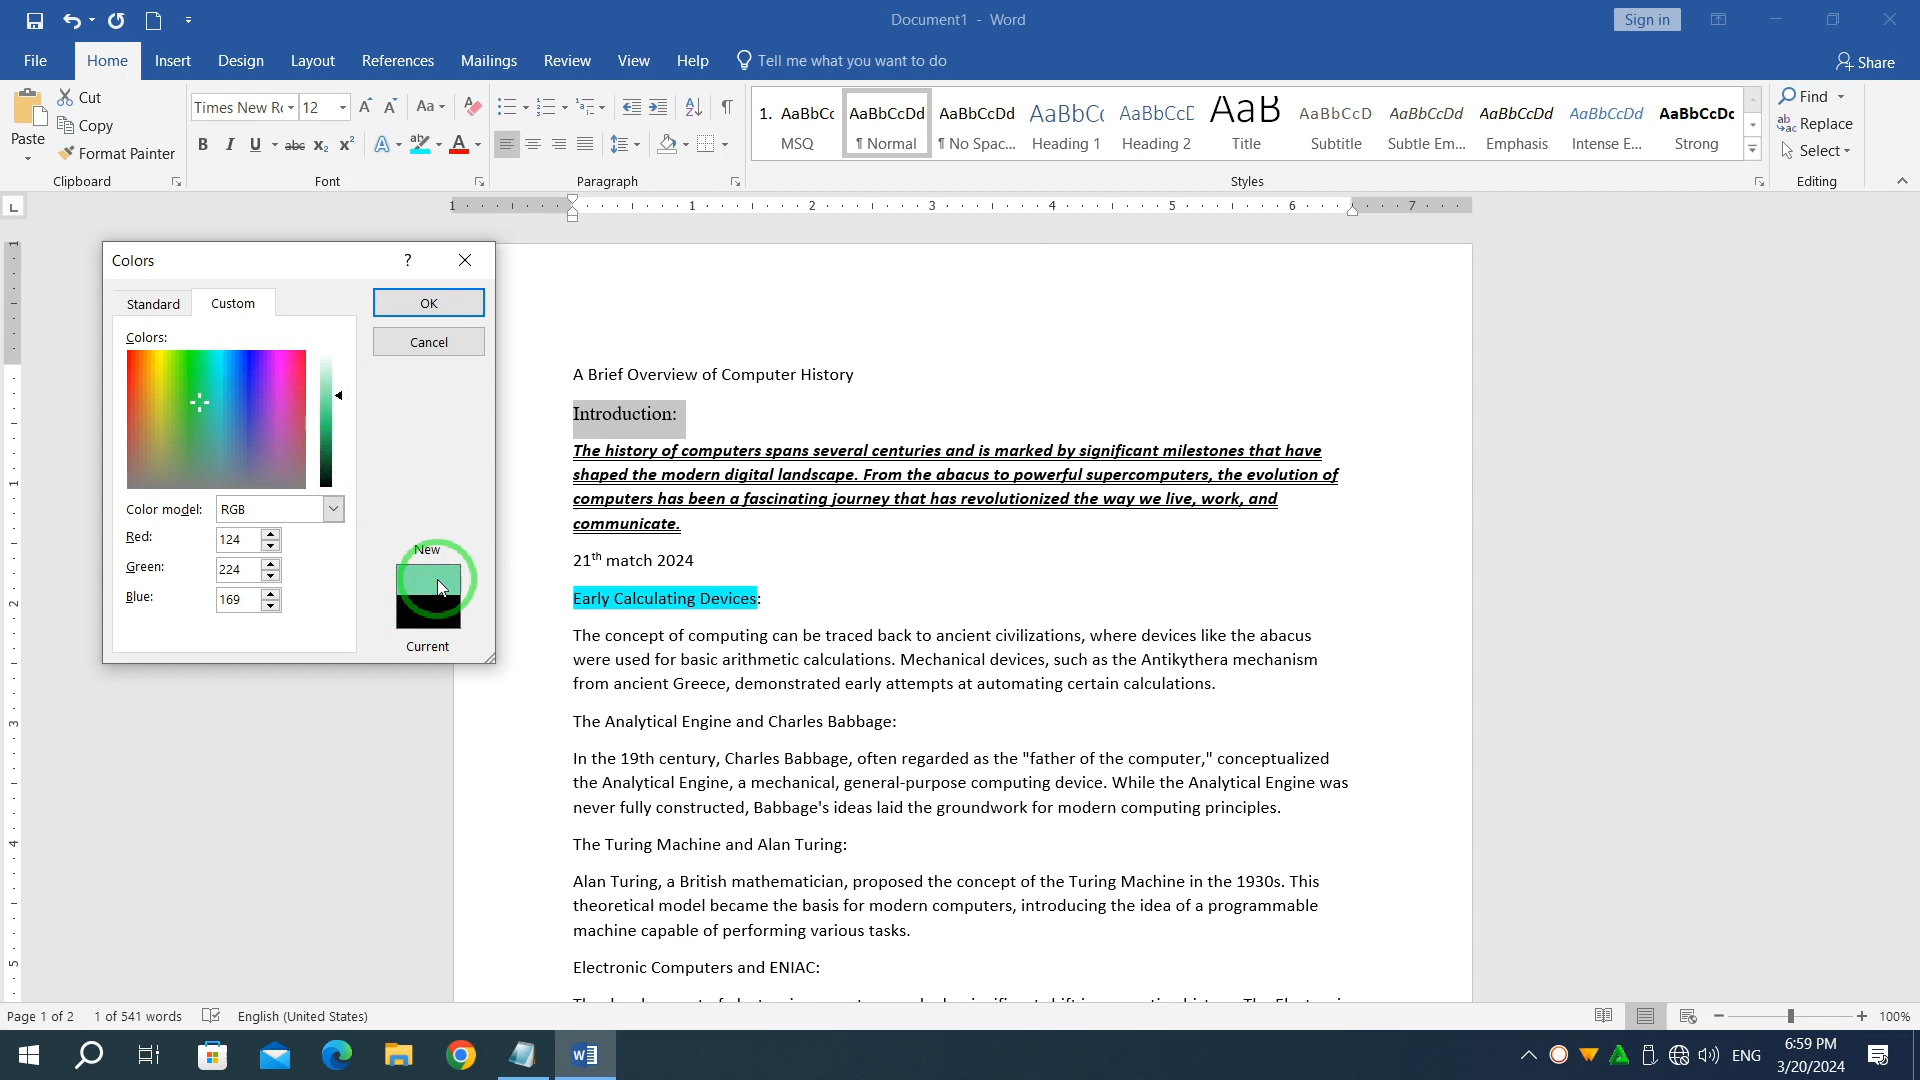 Document1 - Word
Sign in
File Home Insert Design Layout References Mailings Review View Help Tell me what you want to do
Share
Paste
Cut
Copy
Format Painter
Clipboard
Times New Ro 12
Aa
B I U abc X2 X2 A A
Font
Paragraph
1. AaBbCc AaBbCcDd AaBbCcDd AaBbCc AaBbCcD AaB AaBbCcD AaBbCcDd AaBbCcDd AaBbCcDd AaBbCcDc
MSQ ¶ Normal ¶ No Spac... Heading 1 Heading 2 Title Subtitle Subtle Em... Emphasis Intense E... Strong
Styles
Find
Replace
Select
Editing
1 1 2 3 4 5 6 7
Colors ?
Standard Custom
OK
Cancel
Colors:
Color model: RGB
Red: 124
Green: 224
Blue: 169
New
Current
A Brief Overview of Computer History
Introduction:
The history of computers spans several centuries and is marked by significant milestones that have
shaped the modern digital landscape. From the abacus to powerful supercomputers, the evolution of
computers has been a fascinating journey that has revolutionized the way we live, work, and
communicate.
21th match 2024
Early Calculating Devices:
The concept of computing can be traced back to ancient civilizations, where devices like the abacus
were used for basic arithmetic calculations. Mechanical devices, such as the Antikythera mechanism
from ancient Greece, demonstrated early attempts at automating certain calculations.
The Analytical Engine and Charles Babbage:
In the 19th century, Charles Babbage, often regarded as the "father of the computer," conceptualized
the Analytical Engine, a mechanical, general-purpose computing device. While the Analytical Engine was
never fully constructed, Babbage's ideas laid the groundwork for modern computing principles.
The Turing Machine and Alan Turing:
Alan Turing, a British mathematician, proposed the concept of the Turing Machine in the 1930s. This
theoretical model became the basis for modern computers, introducing the idea of a programmable
machine capable of performing various tasks.
Electronic Computers and ENIAC:
Page 1 of 2 1 of 541 words English (United States)
100%
ENG
6:59 PM
3/20/2024